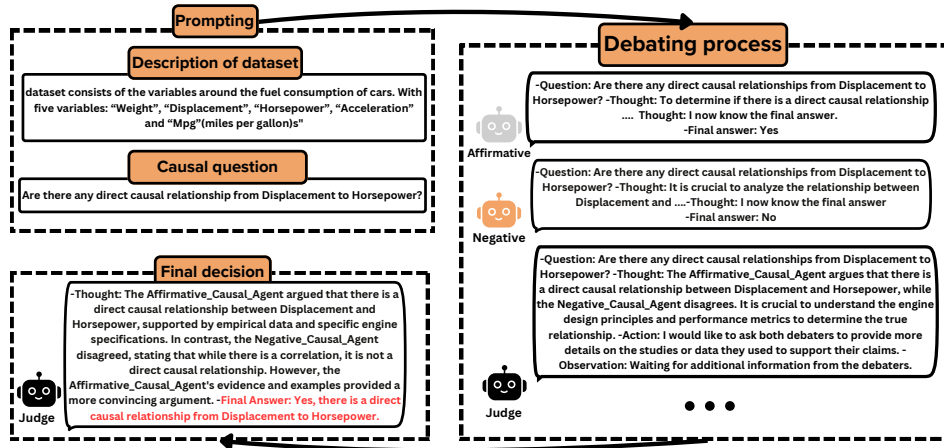 Prompting
Description of dataset
dataset consists of the variables around the fuel consumption of cars. With
five variables: “Weight”, “Displacement”, “Horsepower”, “Acceleration”
and “Mpg”(miles per gallon)s"
Causal question
Are there any direct causal relationship from Displacement to Horsepower?
Debating process
-Question: Are there any direct causal relationships from Displacement to
Horsepower? -Thought: To determine if there is a direct causal relationship
.... Thought: I now know the final answer.
-Final answer: Yes
Affirmative
-Question: Are there any direct causal relationships from Displacement to
Horsepower? -Thought: It is crucial to analyze the relationship between
Displacement and ....-Thought: I now know the final answer
-Final answer: No
Negative
-Question: Are there any direct causal relationships from Displacement to
Horsepower? -Thought: The Affirmative_Causal_Agent argues that there is
a direct causal relationship between Displacement and Horsepower, while
the Negative_Causal_Agent disagrees. It is crucial to understand the engine
design principles and performance metrics to determine the true
relationship. -Action: I would like to ask both debaters to provide more
details on the studies or data they used to support their claims. -
Observation: Waiting for additional information from the debaters.
Judge
Final decision
-Thought: The Affirmative_Causal_Agent argued that there is a
direct causal relationship between Displacement and
Horsepower, supported by empirical data and specific engine
specifications. In contrast, the Negative_Causal_Agent
disagreed, stating that while there is a correlation, it is not a
direct causal relationship. However, the
Affirmative_Causal_Agent's evidence and examples provided a
more convincing argument. -Final Answer: Yes, there is a direct
causal relationship from Displacement to Horsepower.
Judge